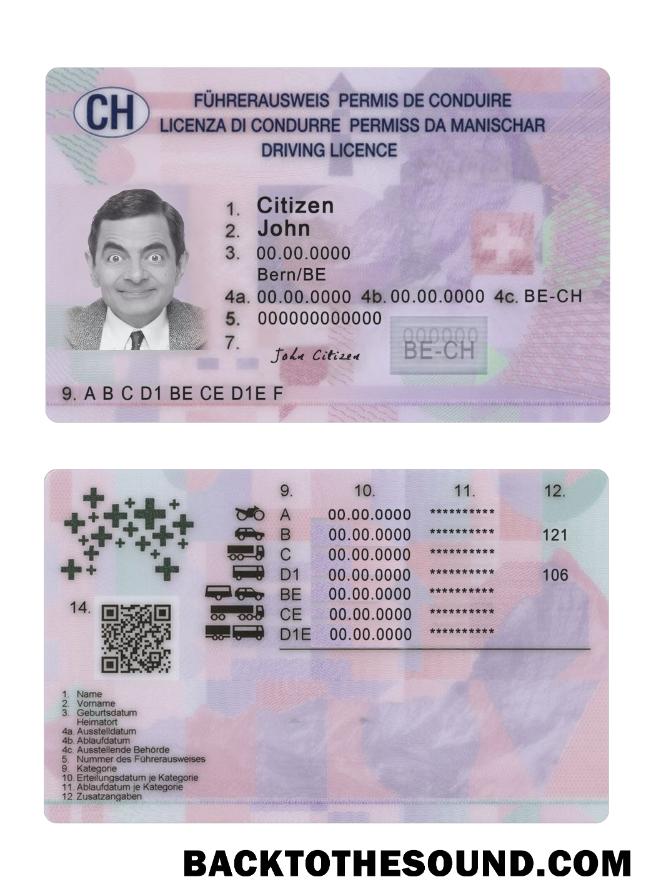 CH
FÜHRERAUSWEIS PERMIS DE CONDUIRE
LICENZA DI CONDURRE PERMISS DA MANISCHAR
DRIVING LICENCE
1. Citizen
2. John
3. 00.00.0000
Bern/BE
4a. 00.00.0000 4b. 00.00.0000 4c. BE-CH
5. 000000000000
7. John Citizen
000000
BE-CH
9. A B C D1 BE CE D1E F
9. 10. 11. 12.
A 00.00.0000 **********
B 00.00.0000 ********** 121
C 00.00.0000 **********
D1 00.00.0000 ********** 106
BE 00.00.0000 **********
CE 00.00.0000 **********
D1E 00.00.0000 **********
14.
1. Name
2. Vorname
3. Geburtsdatum
Heimatort
4a. Ausstelldatum
4b. Ablaufdatum
4c. Ausstellende Behörde
5. Nummer des Führerausweises
9. Kategorie
10. Erteilungsdatum je Kategorie
11. Ablaufdatum je Kategorie
12 Zusatzangaben
BACKTOTHESOUND.COM